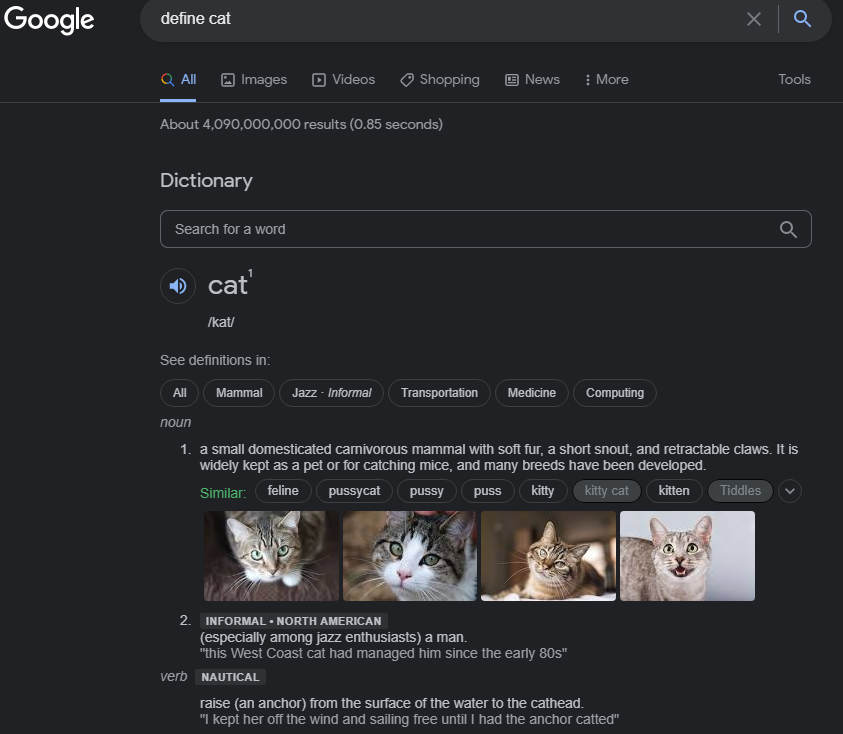 Google
define cat
All Images Videos Shopping News More Tools
About 4,090,000,000 results (0.85 seconds)
Dictionary
Search for a word
cat¹
/kat/
See definitions in:
All Mammal Jazz · Informal Transportation Medicine Computing
noun
1. a small domesticated carnivorous mammal with soft fur, a short snout, and retractable claws. It is
widely kept as a pet or for catching mice, and many breeds have been developed.
Similar: feline pussycat pussy puss kitty kitty cat kitten Tiddles
2. INFORMAL • NORTH AMERICAN
(especially among jazz enthusiasts) a man.
"this West Coast cat had managed him since the early 80s"
verb NAUTICAL
raise (an anchor) from the surface of the water to the cathead.
"I kept her off the wind and sailing free until I had the anchor catted"